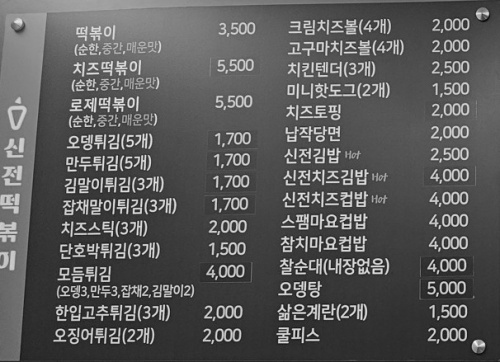 신전떡볶이
떡볶이 3,500
(순한,중간,매운맛)
치즈떡볶이 5,500
(순한,중간,매운맛)
로제떡볶이 5,500
(순한,중간,매운맛)
오뎅튀김(5개) 1,700
만두튀김(5개) 1,700
김말이튀김(3개) 1,700
잡채말이튀김(3개) 1,700
치즈스틱(3개) 2,000
단호박튀김(3개) 1,500
모듬튀김 4,000
(오뎅3,만두3,잡채2,김말이2)
한입고추튀김(3개) 2,000
오징어튀김(2개) 2,000
크림치즈볼(4개) 2,000
고구마치즈볼(4개) 2,000
치킨텐더(3개) 2,500
미니핫도그(2개) 1,500
치즈토핑 2,000
납작당면 2,000
신전김밥 Hot 2,500
신전치즈김밥 Hot 4,000
신전치즈컵밥 Hot 4,000
스팸마요컵밥 4,000
참치마요컵밥 4,000
찰순대(내장없음) 4,000
오뎅탕 5,000
삶은계란(2개) 1,500
쿨피스 2,000